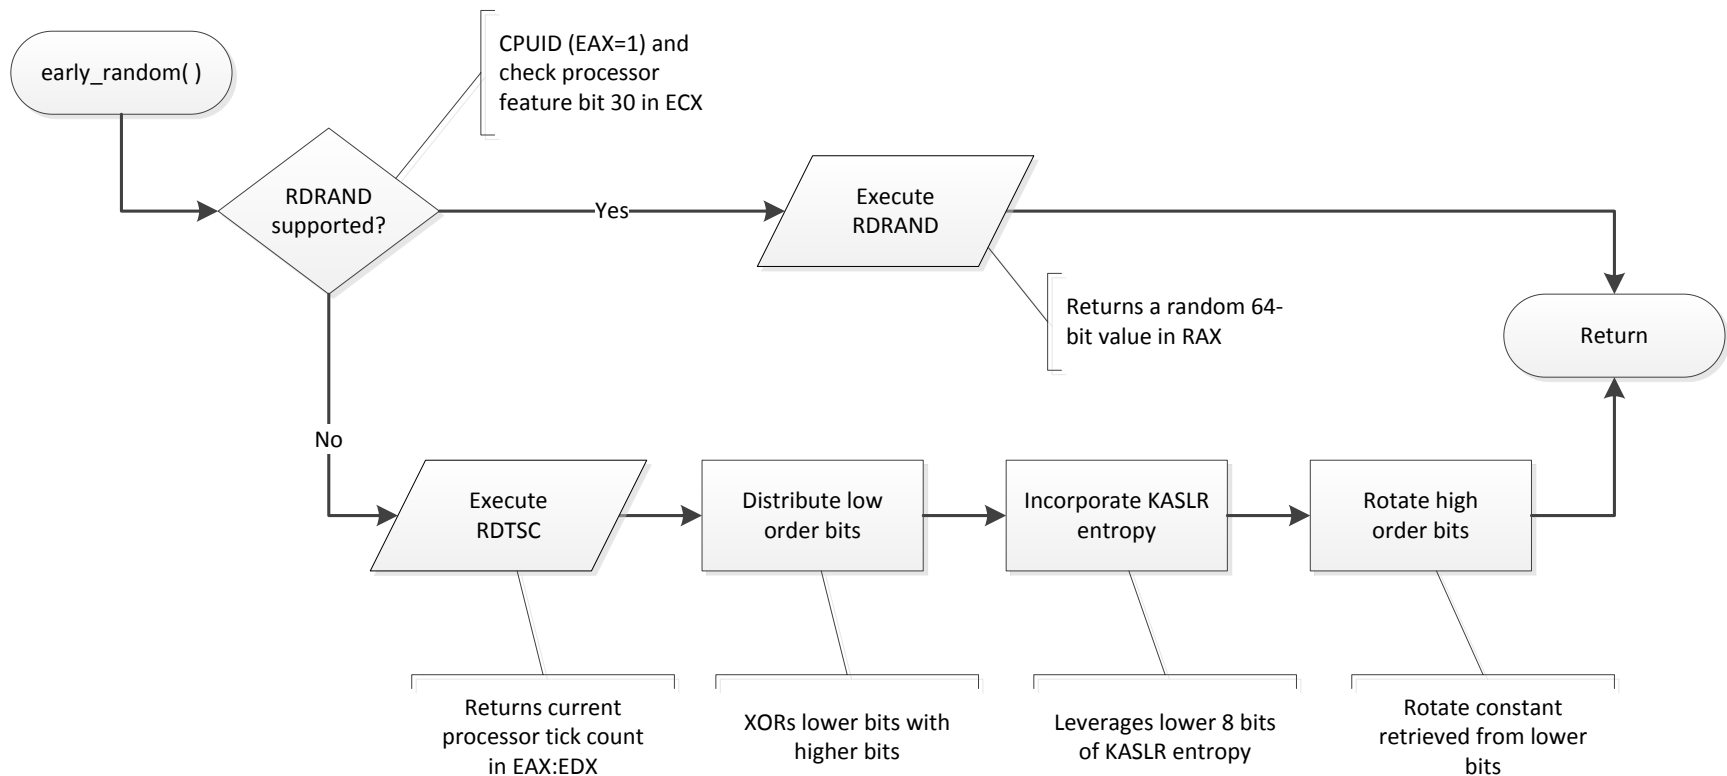 early_random( )
CPUID (EAX=1) and
check processor
feature bit 30 in ECX
RDRAND
supported?
Yes
Execute
RDRAND
Returns a random 64-
bit value in RAX
Return
No
Execute
RDTSC
Distribute low
order bits
Incorporate KASLR
entropy
Rotate high
order bits
Returns current
processor tick count
in EAX:EDX
XORs lower bits with
higher bits
Leverages lower 8 bits
of KASLR entropy
Rotate constant
retrieved from lower
bits